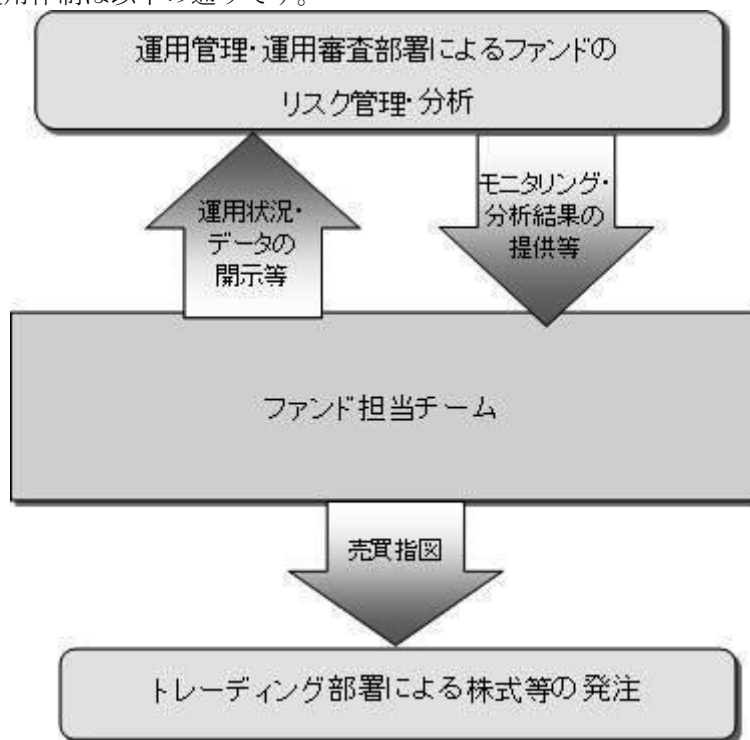 運用管理・運用審査部署によるファンドの
リスク管理・分析
運用状況・
データの
開示等
モニタリング・
分析結果の
提供等
ファンド担当チーム
売買指図
トレーディング部署による株式等の発注